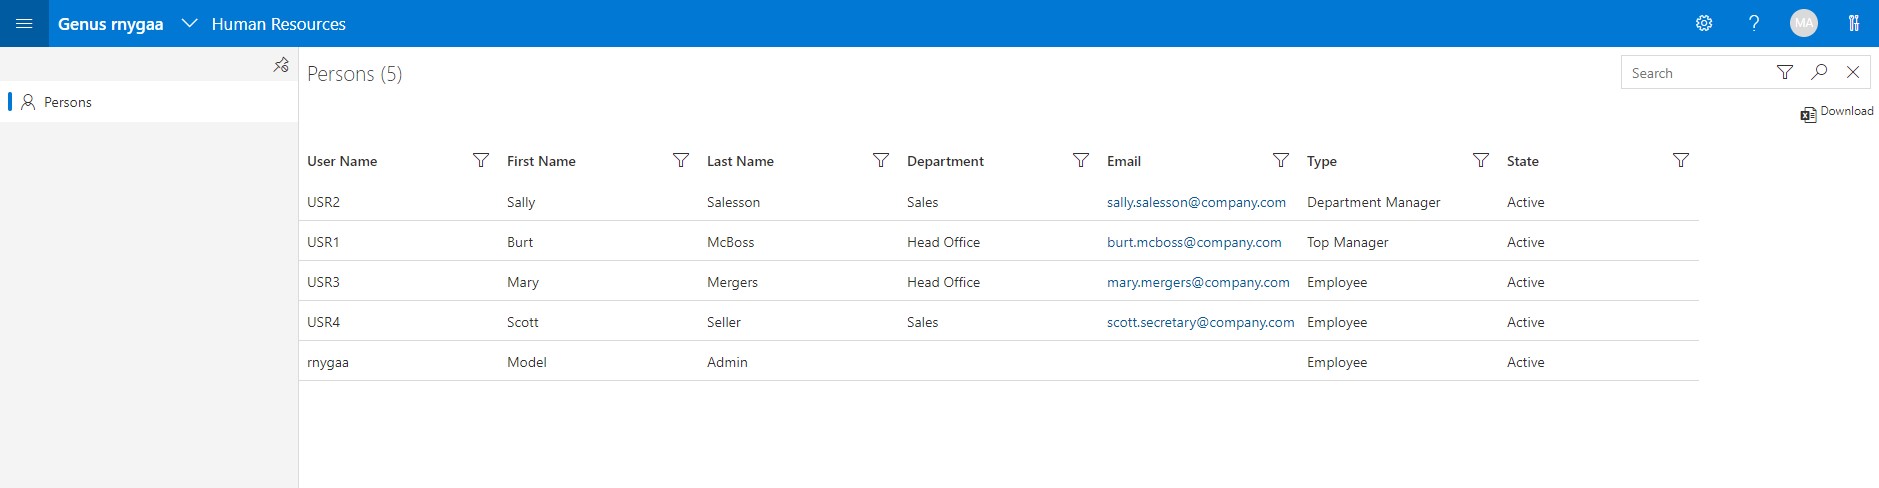 Genus rnygaa Human Resources ? MA
Persons
Persons (5)
Search
Download
User Name First Name Last Name Department Email Type State
USR2 Sally Salesson Sales sally.salesson@company.com Department Manager Active
USR1 Burt McBoss Head Office burt.mcboss@company.com Top Manager Active
USR3 Mary Mergers Head Office mary.mergers@company.com Employee Active
USR4 Scott Seller Sales scott.secretary@company.com Employee Active
rnygaa Model Admin Employee Active